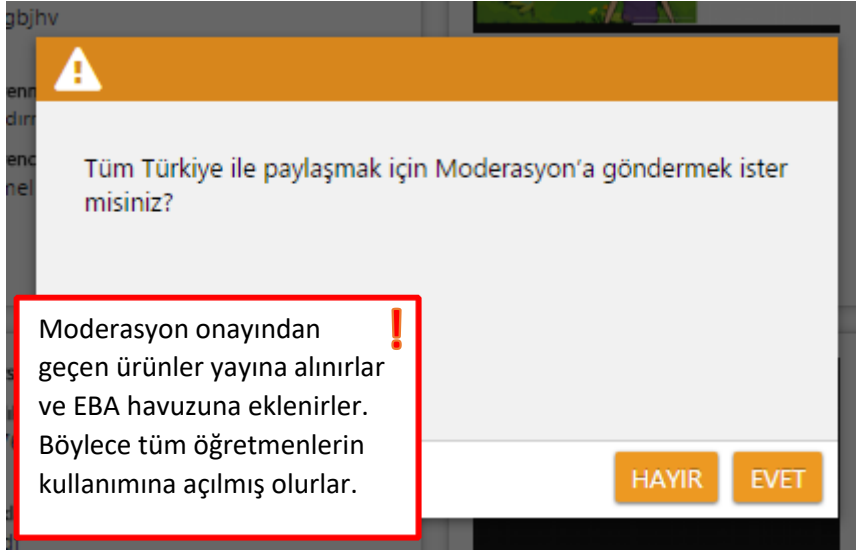 gbjhv
Tüm Türkiye ile paylaşmak için Moderasyon'a göndermek ister
misiniz?
Moderasyon onayından
geçen ürünler yayına alınırlar
ve EBA havuzuna eklenirler.
Böylece tüm öğretmenlerin
kullanımına açılmış olurlar.
!
HAYIR EVET